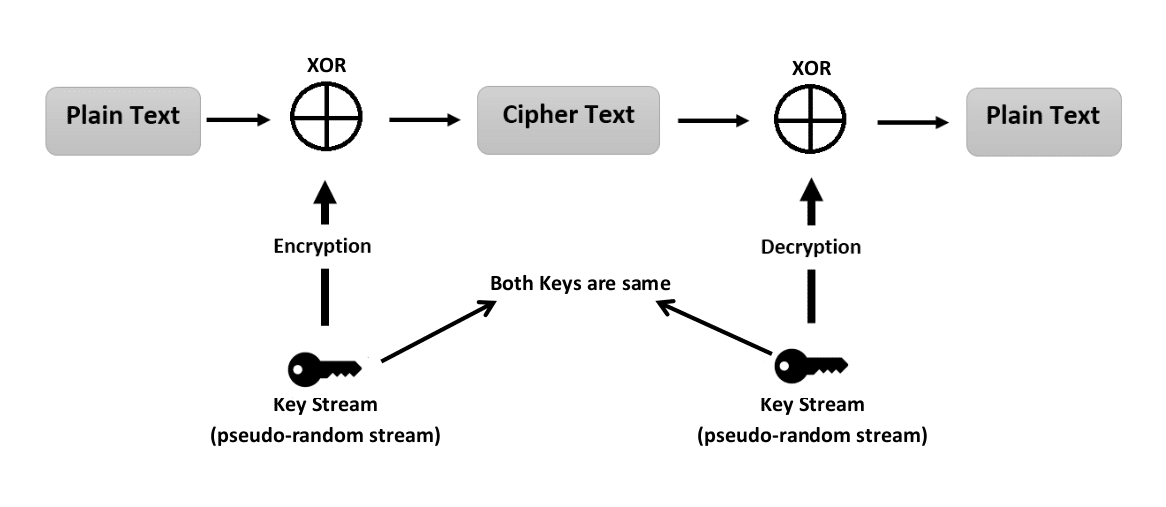 XOR
XOR
Plain Text
Cipher Text
Plain Text
Encryption
Decryption
Both Keys are same
Key Stream
(pseudo-random stream)
Key Stream
(pseudo-random stream)